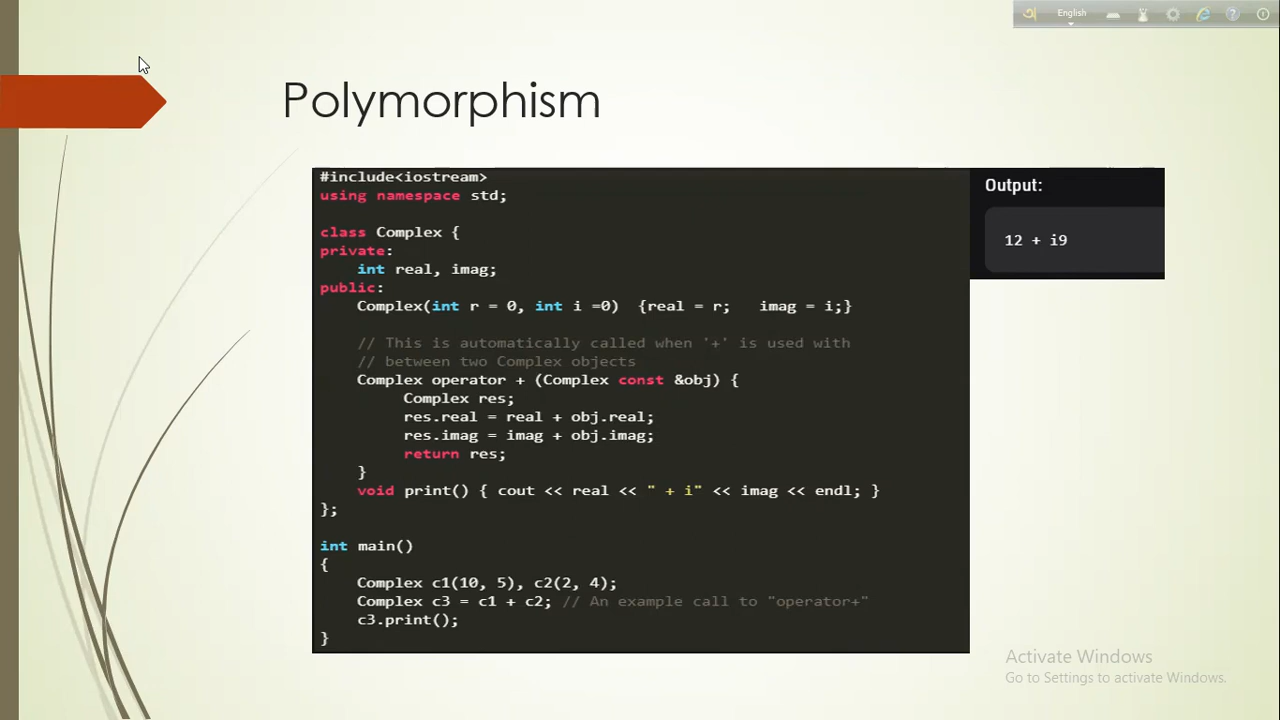 English
Polymorphism
#include<iostream>
using namespace std;
class Complex {
private:
    int real, imag;
public:
    Complex(int r = 0, int i =0)  {real = r;   imag = i;}
    // This is automatically called when '+' is used with
    // between two Complex objects
    Complex operator + (Complex const &obj) {
         Complex res;
         res.real = real + obj.real;
         res.imag = imag + obj.imag;
         return res;
    }
    void print() { cout << real << " + i" << imag << endl; }
};
int main()
{
    Complex c1(10, 5), c2(2, 4);
    Complex c3 = c1 + c2; // An example call to "operator+"
    c3.print();
}
Output:
12 + i9
Activate Windows
Go to Settings to activate Windows.